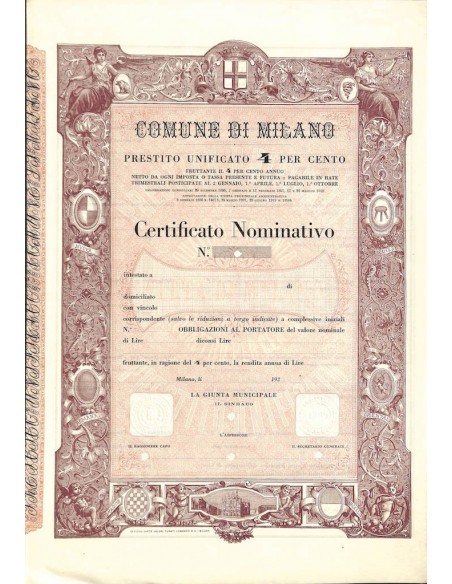 COMUNE DI MILANO
PRESTITO UNIFICATO 4 PER CENTO
FRUTTANTE IL 4 PER CENTO ANNUO
NETTO DA OGNI IMPOSTA O TASSA PRESENTE E FUTURA E PAGABILE IN RATE
TRIMESTRALI POSTICIPATE AL 2 GENNAIO, 1.° APRILE, 1.° LUGLIO, 1.° OTTOBRE
Certificato Nominativo
N.
intestato a
di
domiciliato
con vincolo
corrispondente (salvo le riduzioni a tergo indicate) a complessive iniziali
N.° OBBLIGAZIONI AL PORTATORE del valore nominale
di Lire diconsi Lire
fruttante, in ragione del 4 per cento, la rendita annua di Lire
Milano, li 192
LA GIUNTA MUNICIPALE
IL SINDACO
L'ASSESSORE
IL RAGIONIERE CAPO IL SEGRETARIO GENERALE